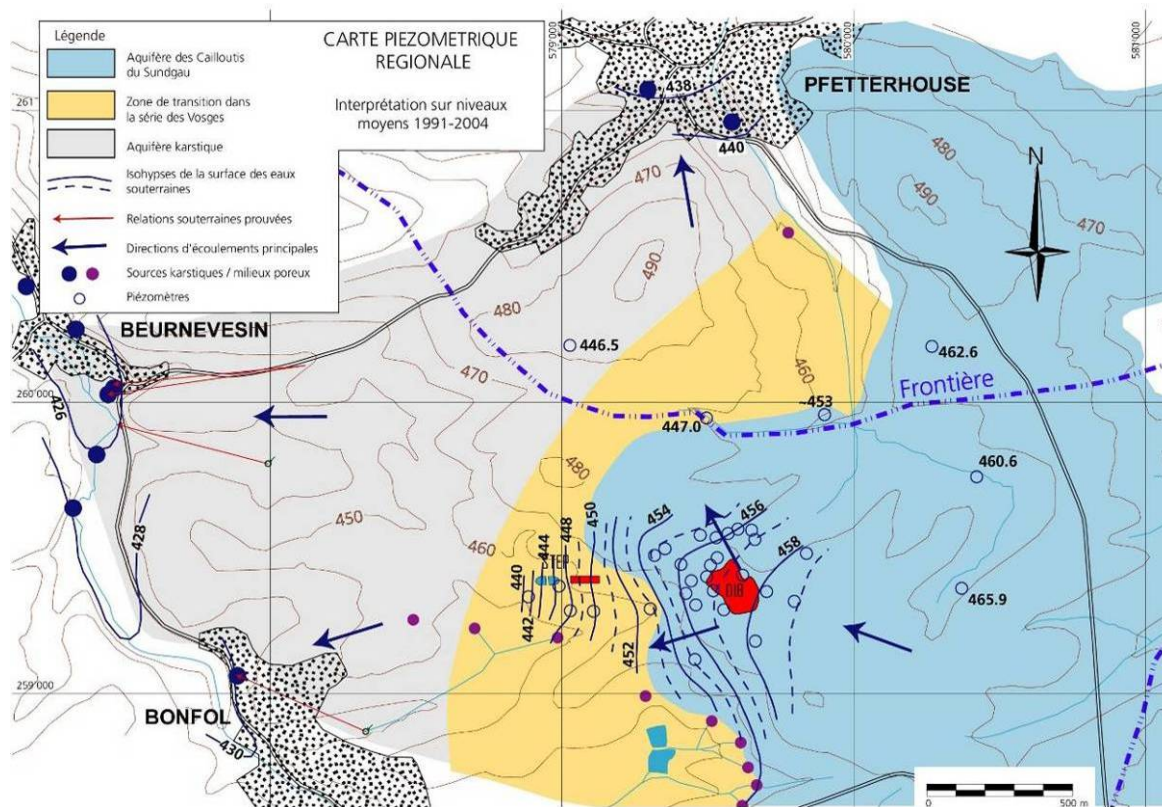 Légende
Aquifère des Cailloutis
du Sundgau
Zone de transition dans
la série des Vosges
Aquifère karstique
Isohypses de la surface des eaux
souterraines
Relations souterraines prouvées
Directions d'écoulements principales
Sources karstiques / milieux poreux
Piézomètres
CARTE PIEZOMETRIQUE
REGIONALE
Interprétation sur niveaux
moyens 1991-2004
579'000
580'000
581'000
261'
438
PFETTERHOUSE
440
480
490
470
N
470
490
480
480
470
BEURNEVESIN
446.5
462.6
460
Frontière
260'000
426
~453
447.0
480
460.6
450
460
450
448
444
440
442
STEP
454
456
458
428
DIB
465.9
452
259'000
BONFOL
430
0
500 m